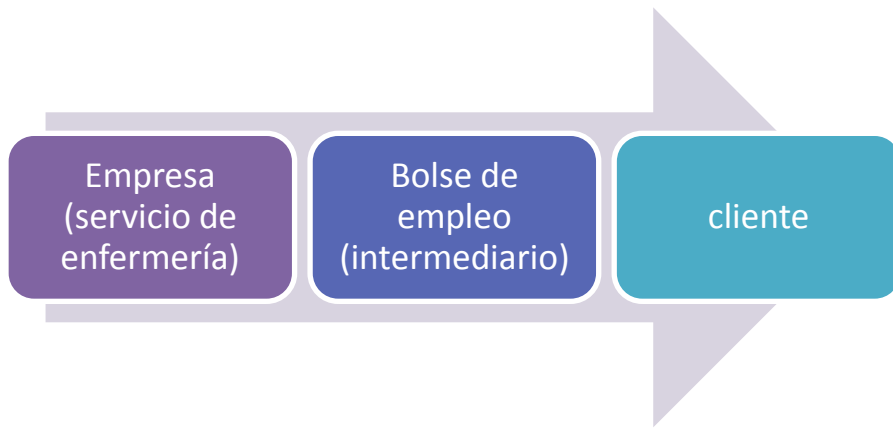 Empresa
(servicio de
enfermería)
Bolse de
empleo
(intermediario)
cliente